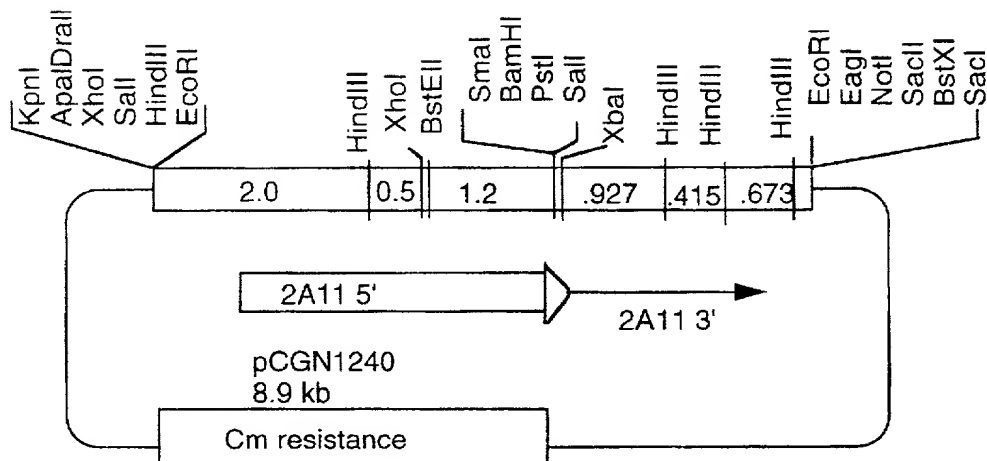 KpnI
ApaIDraII
XhoI
SalI
HindIII
EcoRI
HindIII
XhoI
BstEII
SmaI
BamHI
PstI
SalI
XbaI
HindIII
HindIII
HindIII
EcoRI
EagI
NotI
SacII
BstXI
SacI
2.0
0.5
1.2
.927
.415
.673
2A11 5'
2A11 3'
pCGN1240
8.9 kb
Cm resistance